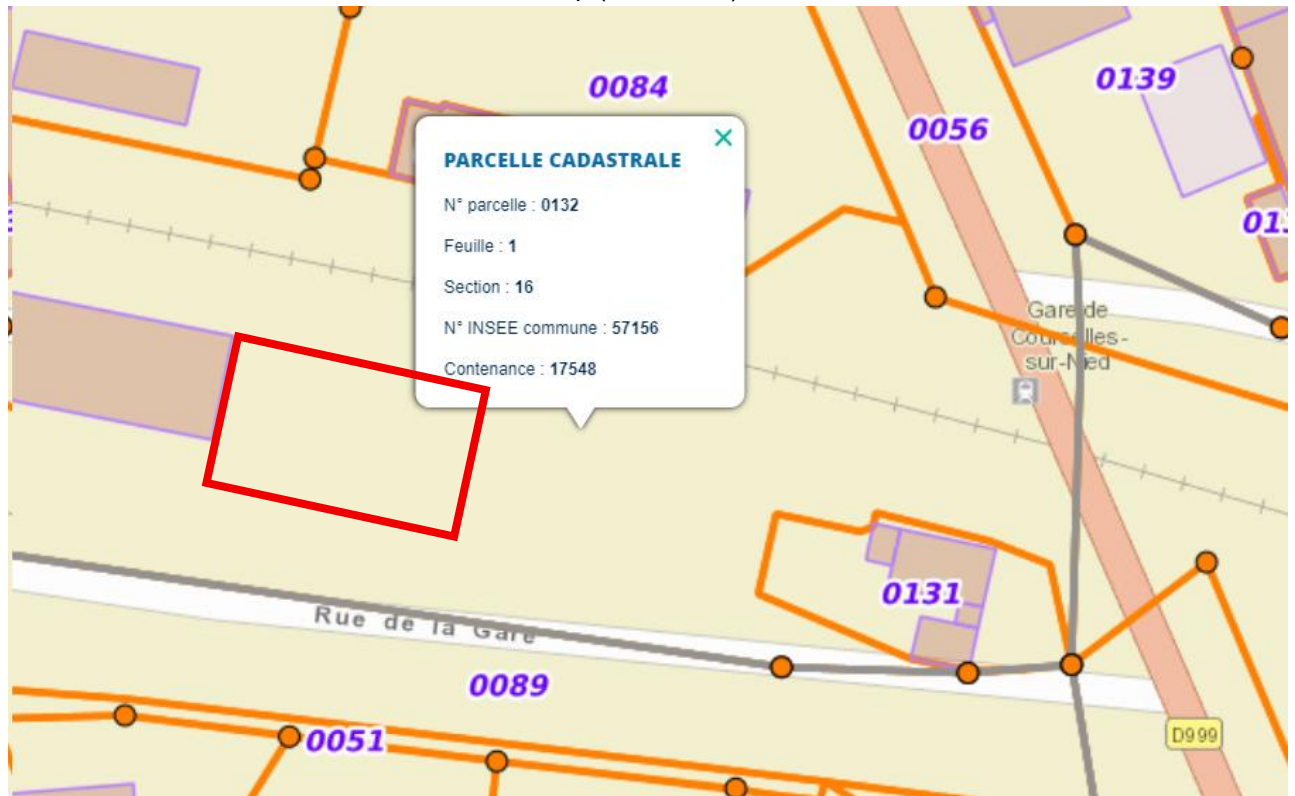 0084
0139
0056
PARCELLE CADASTRALE
N° parcelle : 0132
Feuille : 1
Section : 16
N° INSEE commune : 57156
Contenance : 17548
Gare de
Courcelles-
sur-Nied
0131
Rue de la Gare
0089
0051
D999